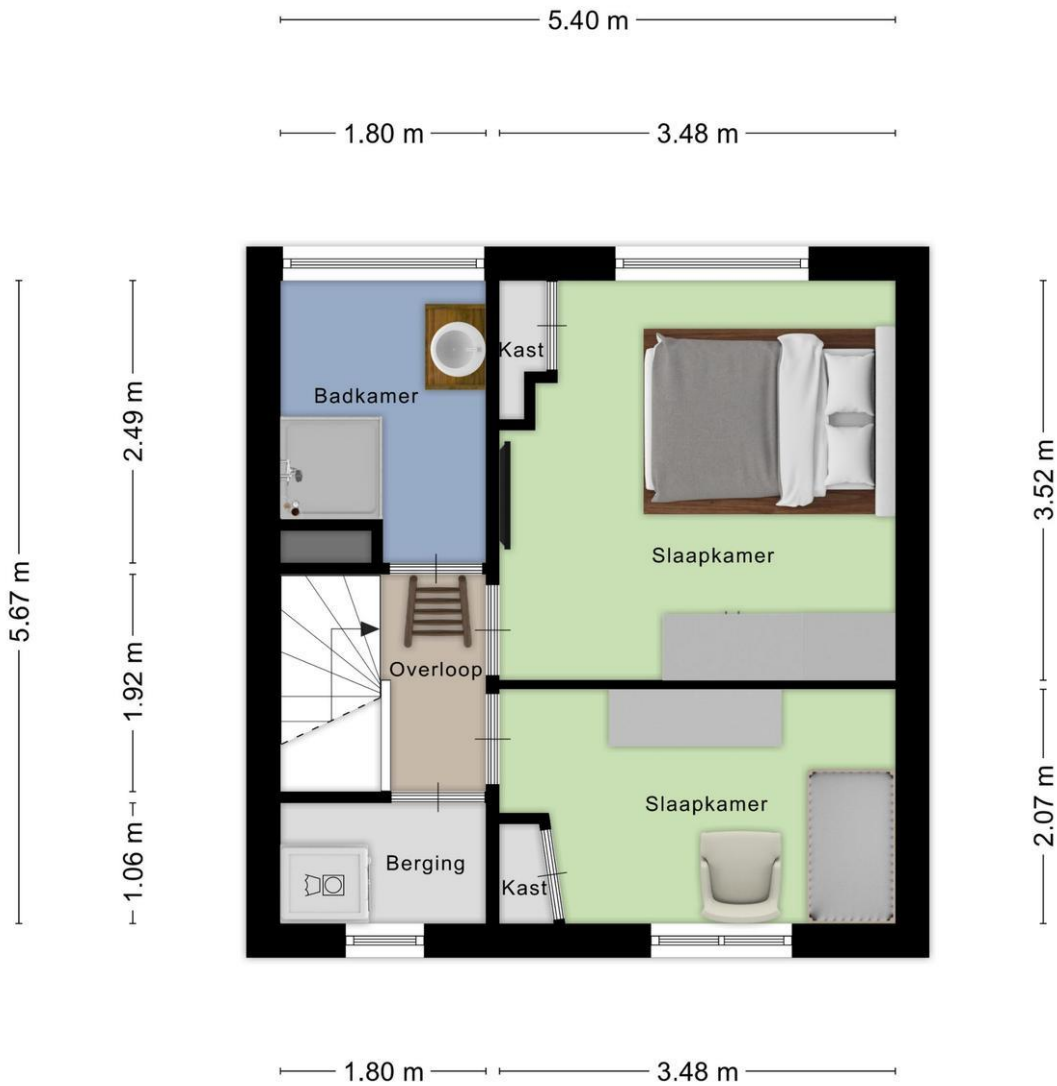 5.40 m
1.80 m
3.48 m
Kast
Badkamer
2.49 m
3.52 m
Slaapkamer
5.67 m
1.92 m
Overloop
Slaapkamer
1.06 m
2.07 m
Berging
Kast
1.80 m
3.48 m